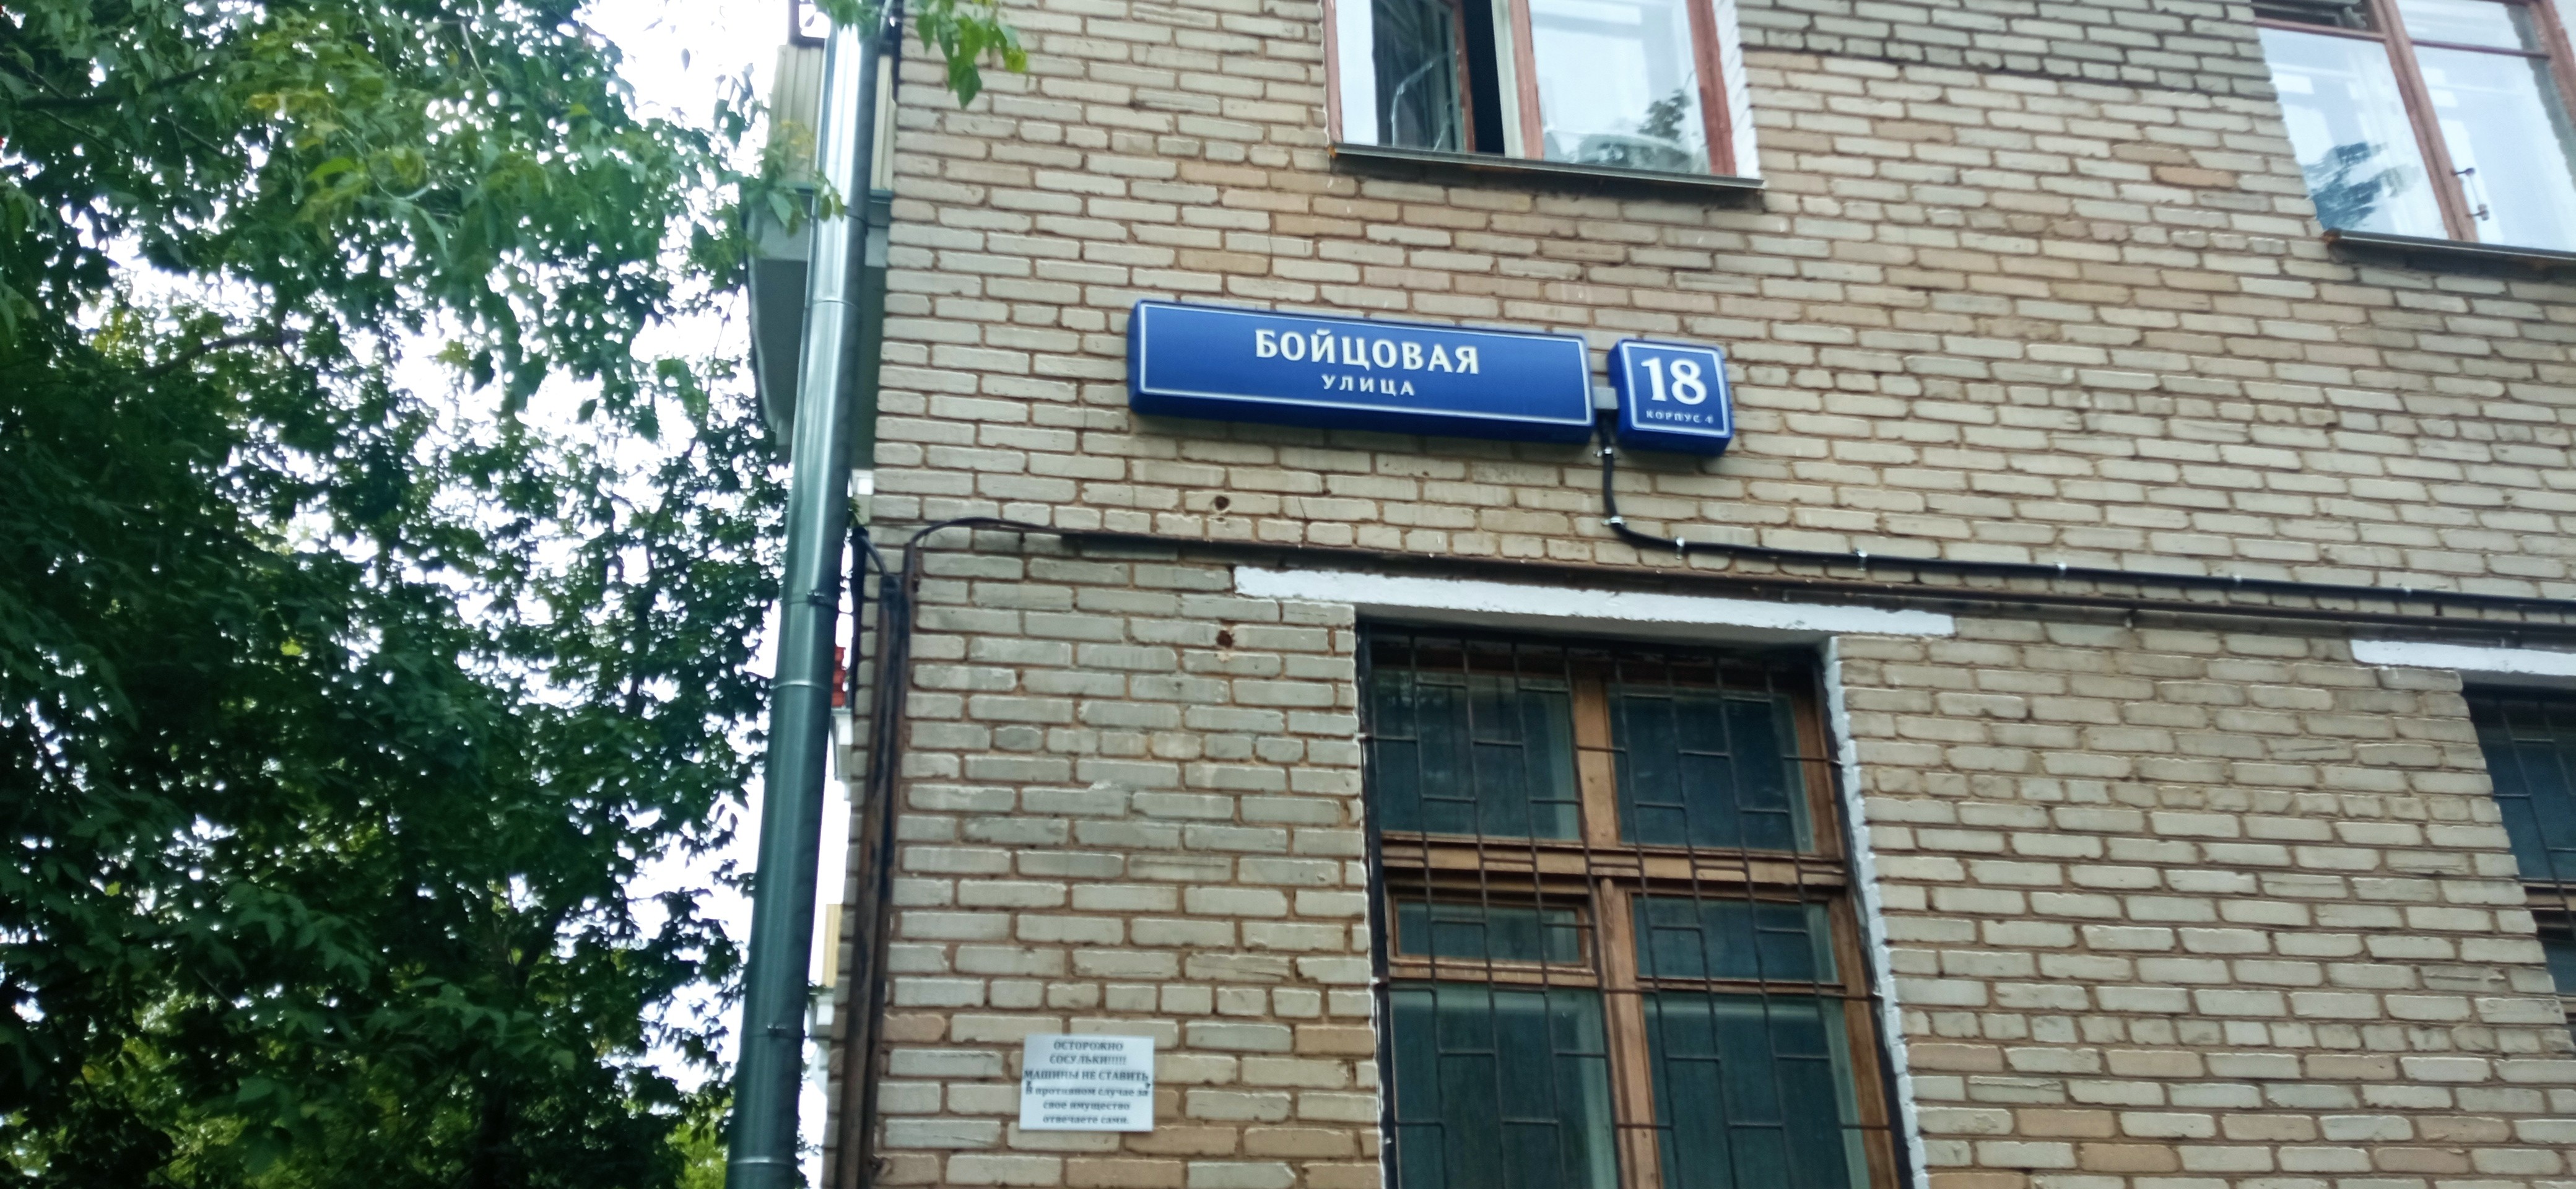 БОЙЦОВАЯ
УЛИЦА
18
КОРПУС 4
ОСТОРОЖНО
СОСУЛЬКИ!!!!!
МАШИНЫ НЕ СТАВИТЬ
В противном случае за
свое имущество
отвечаете сами.